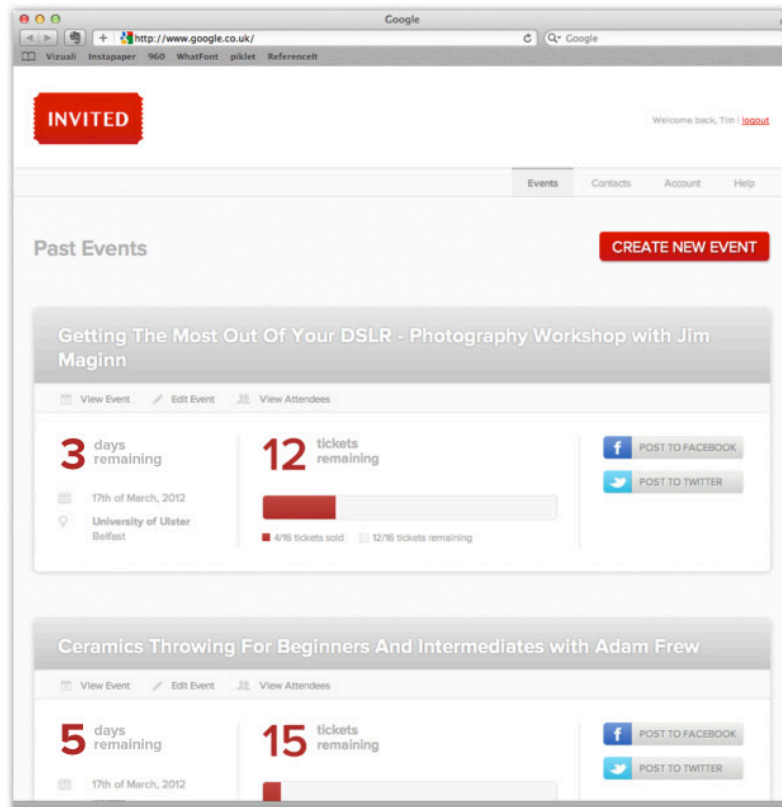 Google
http://www.google.co.uk/
Google
Vizuali Instapaper 960 WhatFont piklet ReferenceIt
INVITED
Welcome back, Tim | logout
Events Contacts Account Help
Past Events
CREATE NEW EVENT
Getting The Most Out Of Your DSLR - Photography Workshop with Jim
Maginn
View Event Edit Event View Attendees
3 days
remaining
12 tickets
remaining
17th of March, 2012
University of Ulster
Belfast
4/16 tickets sold 12/16 tickets remaining
f POST TO FACEBOOK
POST TO TWITTER
Ceramics Throwing For Beginners And Intermediates with Adam Frew
View Event Edit Event View Attendees
5 days
remaining
15 tickets
remaining
17th of March, 2012
f POST TO FACEBOOK
POST TO TWITTER